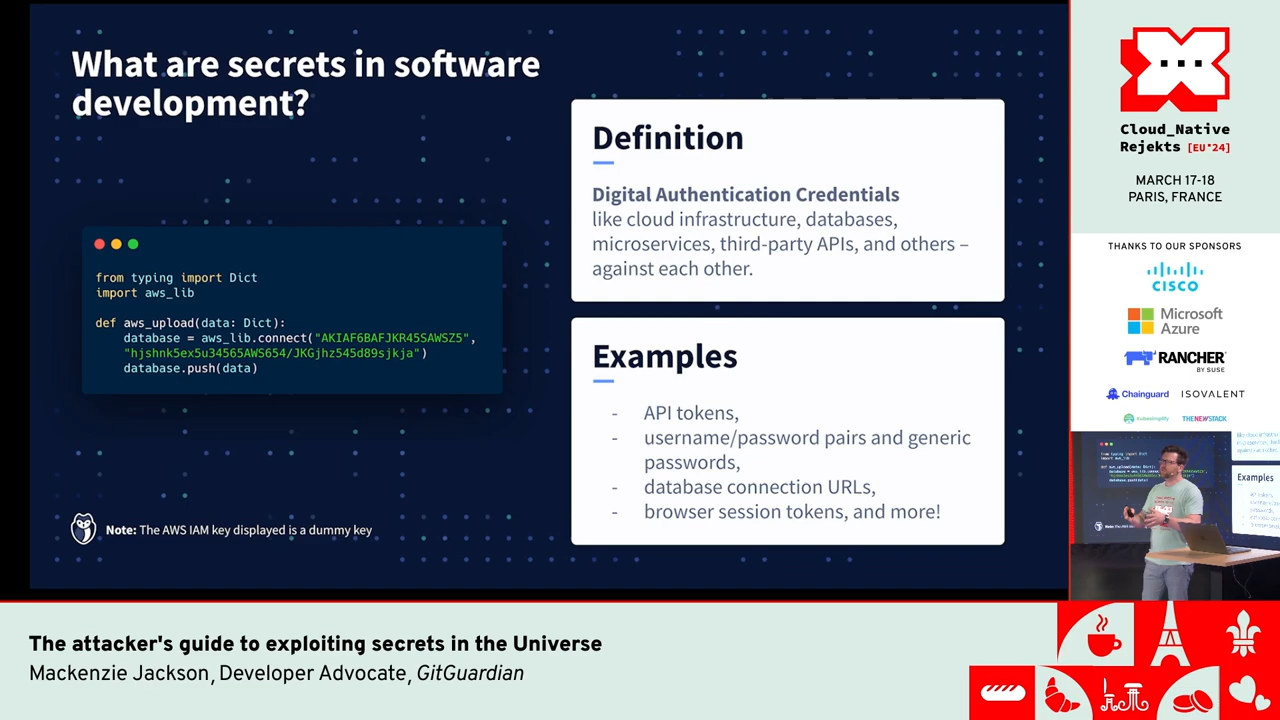 What are secrets in software
development?
from typing import Dict
import aws_lib
def aws_upload(data: Dict):
database = aws_lib.connect("AKIAF6BAFJKR45SAWSZ5",
"hjshnk5ex5u34565AWS654/JKGjhz545d89sjkja")
database.push(data)
Note: The AWS IAM key displayed is a dummy key
Definition
Digital Authentication Credentials
like cloud infrastructure, databases,
microservices, third-party APIs, and others –
against each other.
Examples
- API tokens,
- username/password pairs and generic
passwords,
- database connection URLs,
- browser session tokens, and more!
Cloud_Native
Rejekts [EU'24]
MARCH 17-18
PARIS, FRANCE
THANKS TO OUR SPONSORS
CISCO
Microsoft
Azure
RANCHER
BY SUSE
Chainguard
ISOVALENT
THENEWSTACK
Examples
The attacker's guide to exploiting secrets in the Universe
Mackenzie Jackson, Developer Advocate, GitGuardian